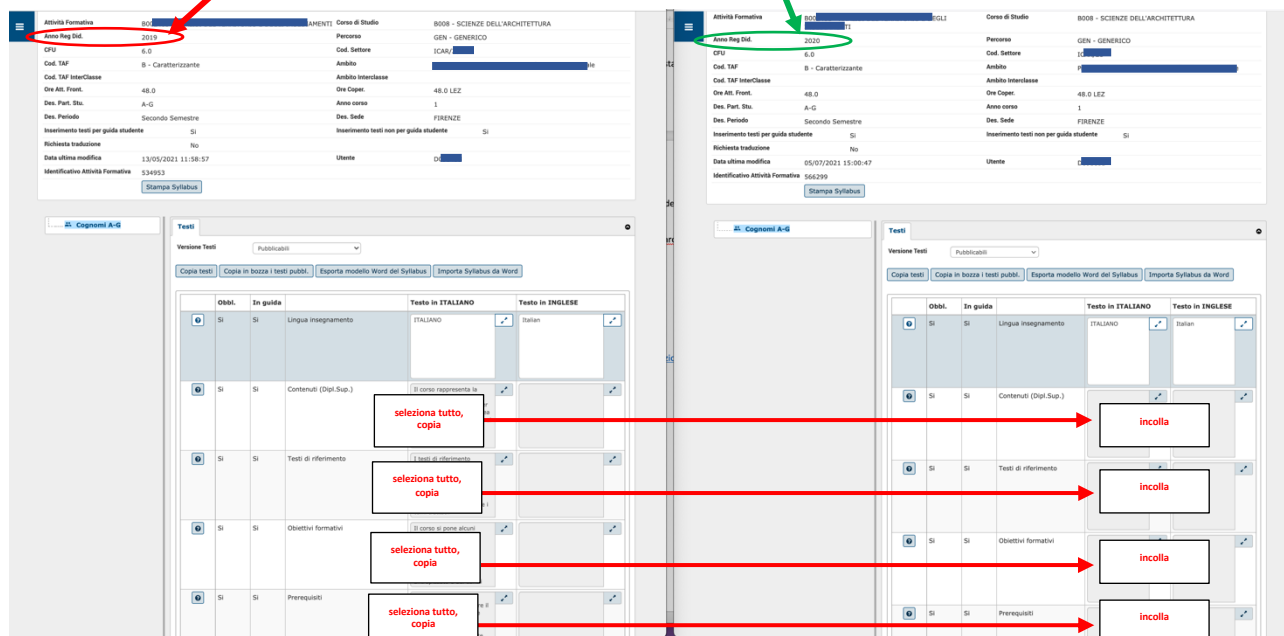 Attività Formativa Corso di Studio B008 - SCIENZE DELL'ARCHITETTURA
Anno Reg Did. 2019 Percorso GEN - GENERICO
CFU 6.0 Cod. Settore ICAR/
Cod. TAF B - Caratterizzante Ambito
Cod. TAF InterClasse Ambito Interclasse
Ore Att. Front. 48.0 Ore Coper. 48.0 LEZ
Des. Part. Stu. A-G Anno corso 1
Des. Periodo Secondo Semestre Des. Sede FIRENZE
Inserimento testi per guida studente Si Inserimento testi non per guida studente Si
Richiesta traduzione No
Data ultima modifica 13/05/2021 11:58:57 Utente
Identificativo Attività Formativa 534953
Stampa Syllabus
Cognomi A-G
Testi
Versione Testi Pubblicabili
Copia testi Copia in bozza i testi pubbl. Esporta modello Word del Syllabus Importa Syllabus da Word
Obbl. In guida Testo in ITALIANO Testo in INGLESE
Si Si Lingua insegnamento ITALIANO Italian
Si Si Contenuti (Dipl.Sup.) Il corso rappresenta la
seleziona tutto,
copia
Si Si Testi di riferimento I testi di riferimento
seleziona tutto,
copia
Si Si Obiettivi formativi Il corso si pone alcuni
seleziona tutto,
copia
Si Si Prerequisiti
seleziona tutto,
copia
Attività Formativa Corso di Studio B008 - SCIENZE DELL'ARCHITETTURA
Anno Reg Did. 2020 Percorso GEN - GENERICO
CFU 6.0 Cod. Settore
Cod. TAF B - Caratterizzante Ambito
Cod. TAF InterClasse Ambito Interclasse
Ore Att. Front. 48.0 Ore Coper. 48.0 LEZ
Des. Part. Stu. A-G Anno corso 1
Des. Periodo Secondo Semestre Des. Sede FIRENZE
Inserimento testi per guida studente Si Inserimento testi non per guida studente Si
Richiesta traduzione No
Data ultima modifica 05/07/2021 15:00:47 Utente
Identificativo Attività Formativa 566299
Stampa Syllabus
Cognomi A-G
Testi
Versione Testi Pubblicabili
Copia testi Copia in bozza i testi pubbl. Esporta modello Word del Syllabus Importa Syllabus da Word
Obbl. In guida Testo in ITALIANO Testo in INGLESE
Si Si Lingua insegnamento ITALIANO Italian
Si Si Contenuti (Dipl.Sup.)
incolla
Si Si Testi di riferimento
incolla
Si Si Obiettivi formativi
incolla
Si Si Prerequisiti
incolla